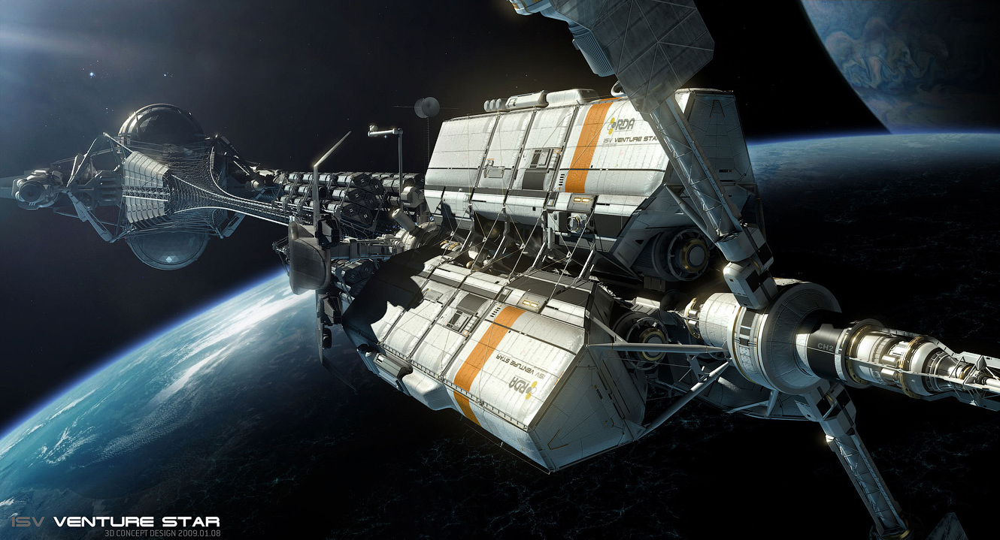 RDA
ISV VENTURE STAR
ISV VENTURE STAR
RDA
CH2
ISV VENTURE STAR
3D CONCEPT DESIGN 2009.01.08